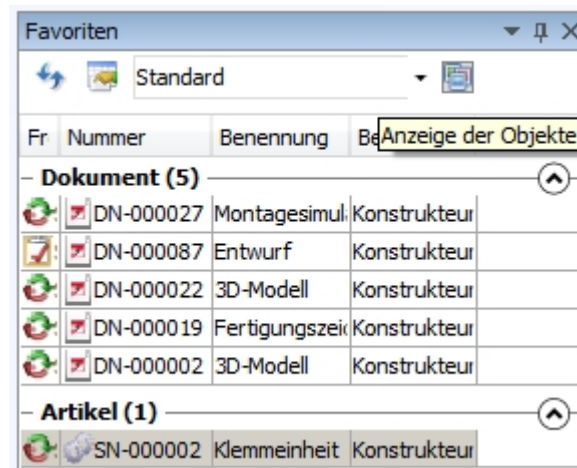 Favoriten
Standard
Fr Nummer Benennung Be Anzeige der Objekte
Dokument (5)
DN-000027 Montagesimul Konstrukteur
DN-000087 Entwurf Konstrukteur
DN-000022 3D-Modell Konstrukteur
DN-000019 Fertigungszei Konstrukteur
DN-000002 3D-Modell Konstrukteur
Artikel (1)
SN-000002 Klemmeinheit Konstrukteur